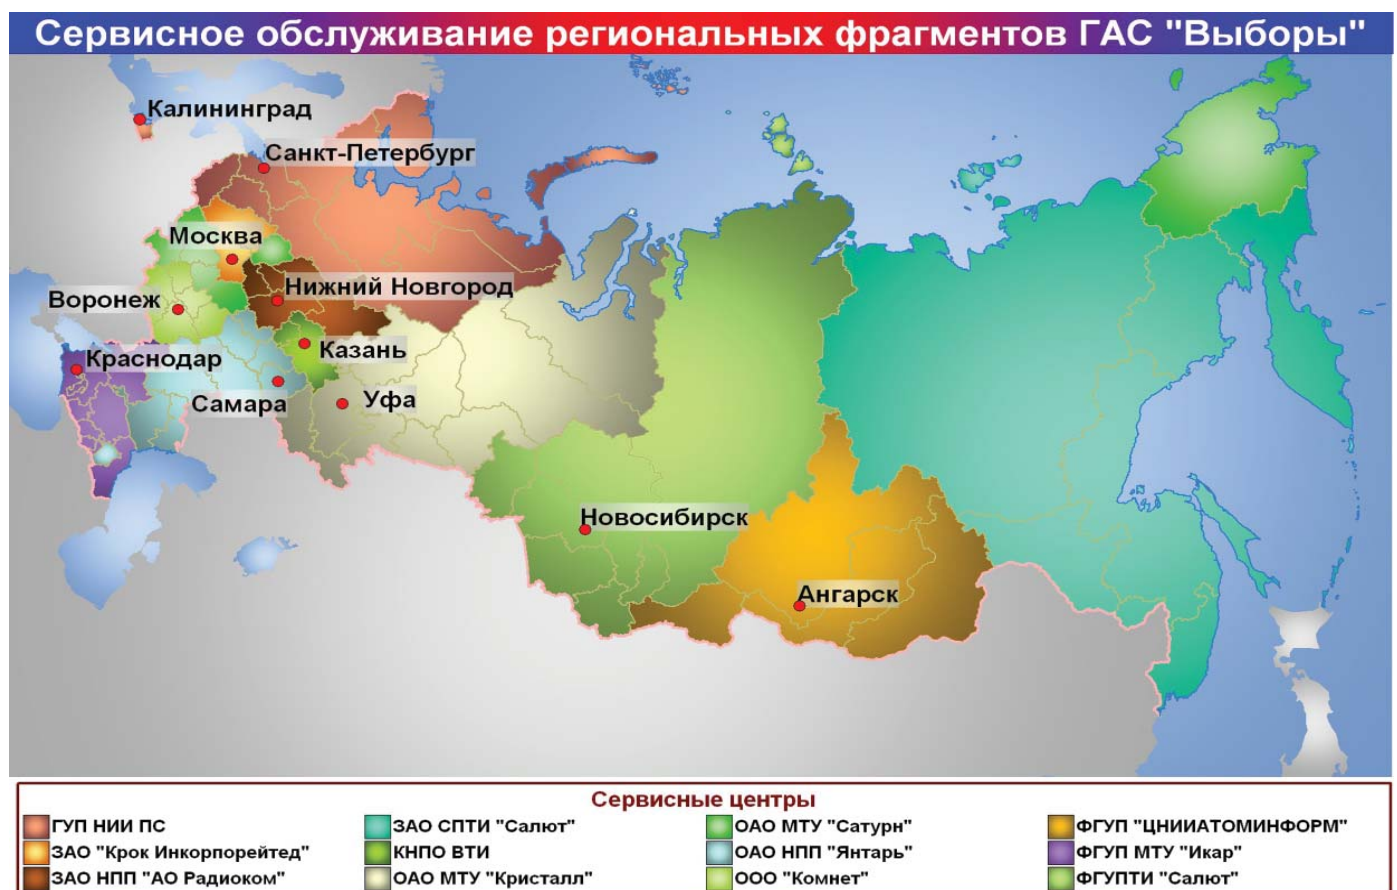 Сервисное обслуживание региональных фрагментов ГАС "Выборы"
Калининград
Санкт-Петербург
Москва
Нижний Новгород
Воронеж
Казань
Краснодар
Самара
Уфа
Новосибирск
Ангарск
Сервисные центры
ГУП НИИ ПС
ЗАО СПТИ "Салют"
ОАО МТУ "Сатурн"
ФГУП "ЦНИИАТОМИНФОРМ"
ЗАО "Крок Инкорпорейтед"
КНПО ВТИ
ОАО НПП "Янтарь"
ФГУП МТУ "Икар"
ЗАО НПП "АО Радиоком"
ОАО МТУ "Кристалл"
ООО "Комнет"
ФГУПТИ "Салют"